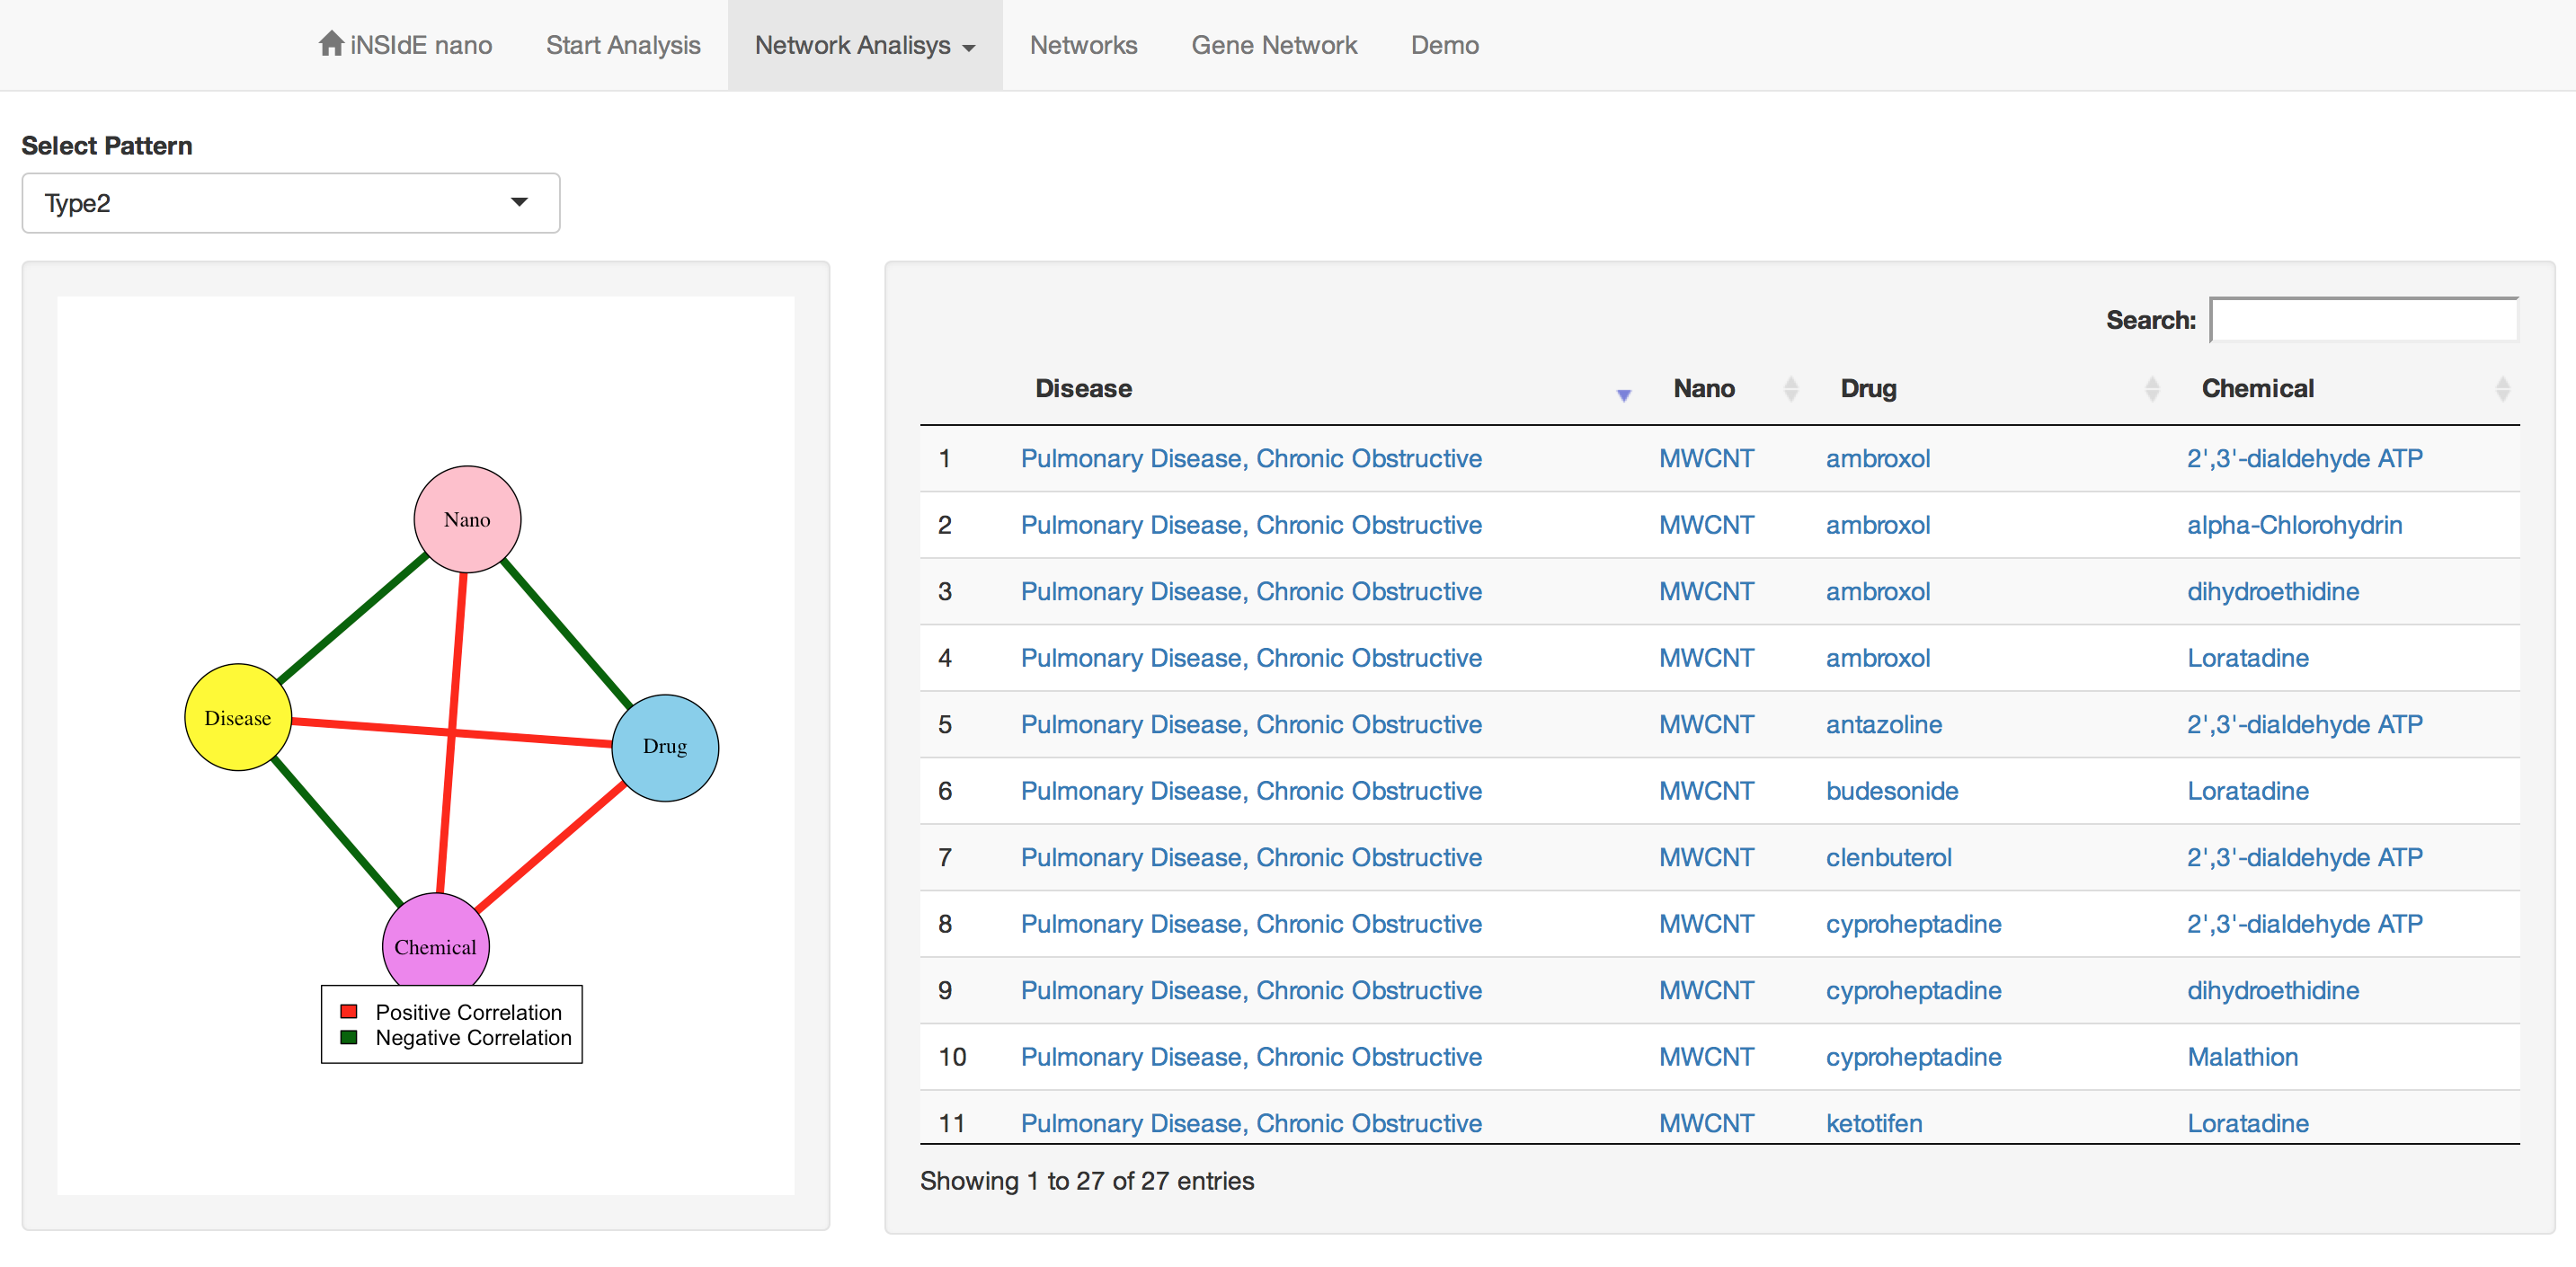 iNSIdE nano Start Analysis Network Analisys Networks Gene Network Demo
Select Pattern
Type2
Nano
Disease
Drug
Chemical
Positive Correlation
Negative Correlation
Search:
Disease Nano Drug Chemical
1 Pulmonary Disease, Chronic Obstructive MWCNT ambroxol 2',3'-dialdehyde ATP
2 Pulmonary Disease, Chronic Obstructive MWCNT ambroxol alpha-Chlorohydrin
3 Pulmonary Disease, Chronic Obstructive MWCNT ambroxol dihydroethidine
4 Pulmonary Disease, Chronic Obstructive MWCNT ambroxol Loratadine
5 Pulmonary Disease, Chronic Obstructive MWCNT antazoline 2',3'-dialdehyde ATP
6 Pulmonary Disease, Chronic Obstructive MWCNT budesonide Loratadine
7 Pulmonary Disease, Chronic Obstructive MWCNT clenbuterol 2',3'-dialdehyde ATP
8 Pulmonary Disease, Chronic Obstructive MWCNT cyproheptadine 2',3'-dialdehyde ATP
9 Pulmonary Disease, Chronic Obstructive MWCNT cyproheptadine dihydroethidine
10 Pulmonary Disease, Chronic Obstructive MWCNT cyproheptadine Malathion
11 Pulmonary Disease, Chronic Obstructive MWCNT ketotifen Loratadine
Showing 1 to 27 of 27 entries